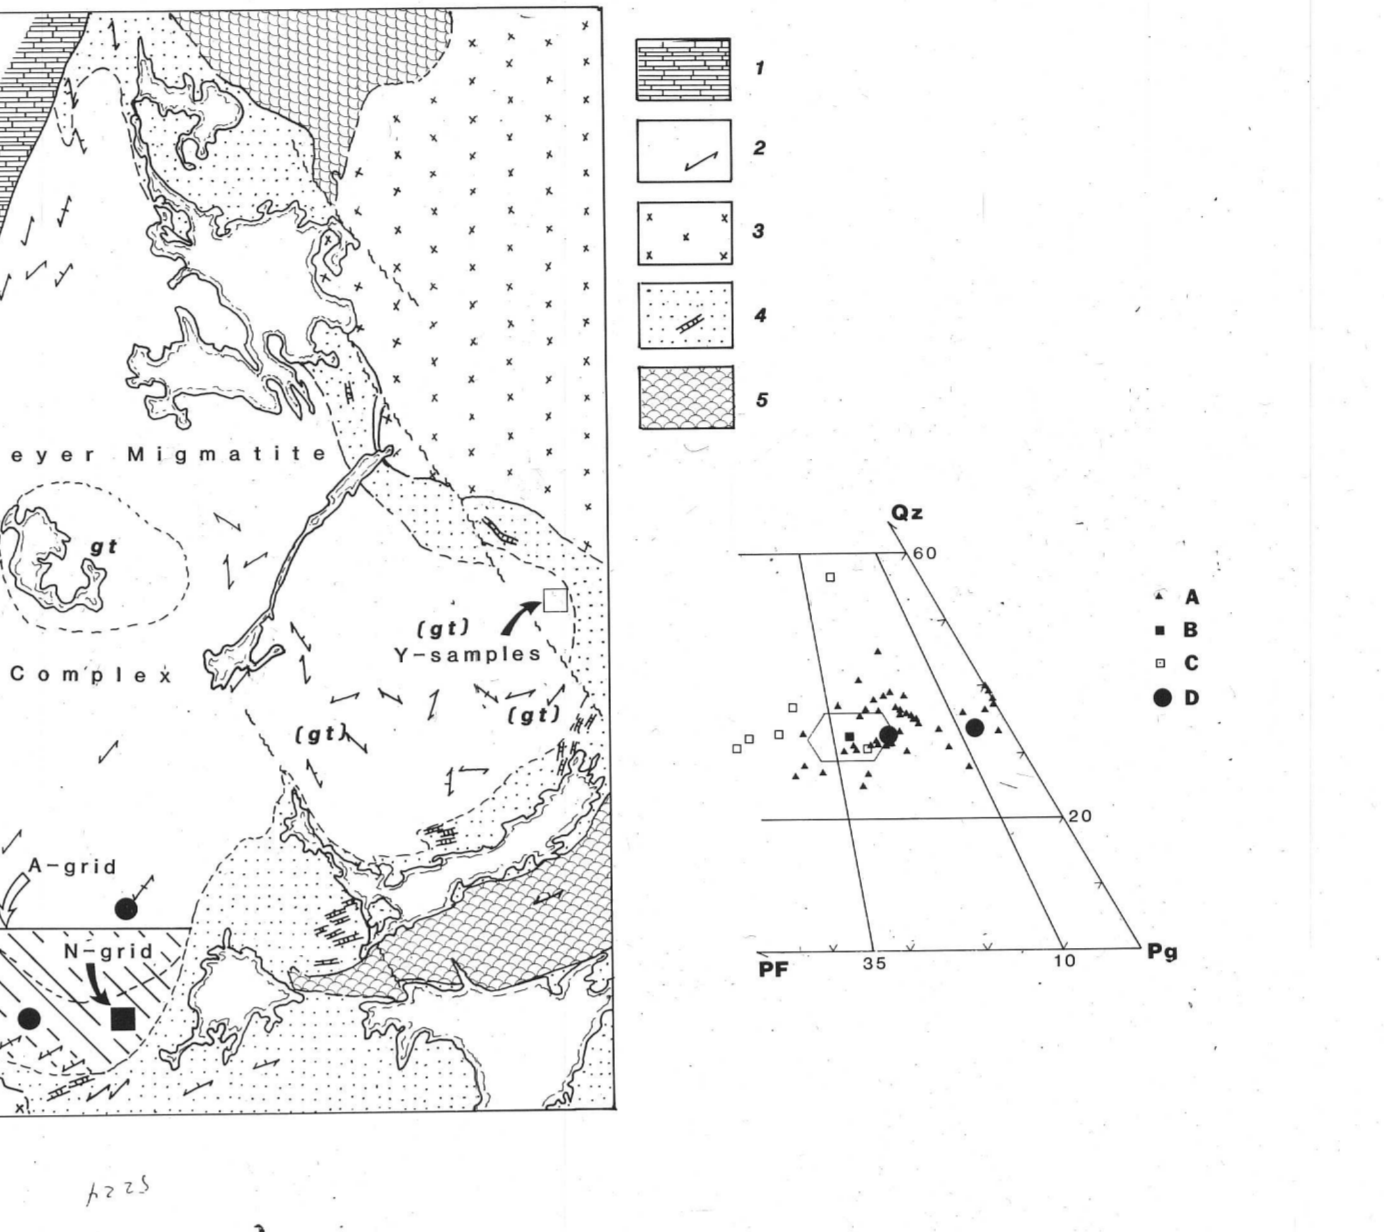 1
2
3
4
5
eyer Migmatite
gt
(gt)
Y-samples
Complex
(gt)
(gt)
A-grid
N-grid
Qz
60
A
B
C
D
20
Pg
PF
35
10